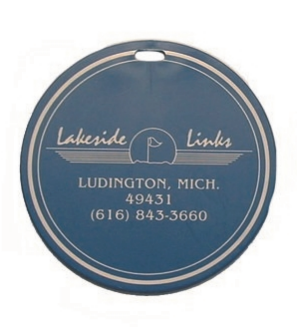 Lakeside Links
LUDINGTON, MICH.
49431
(616) 843-3660